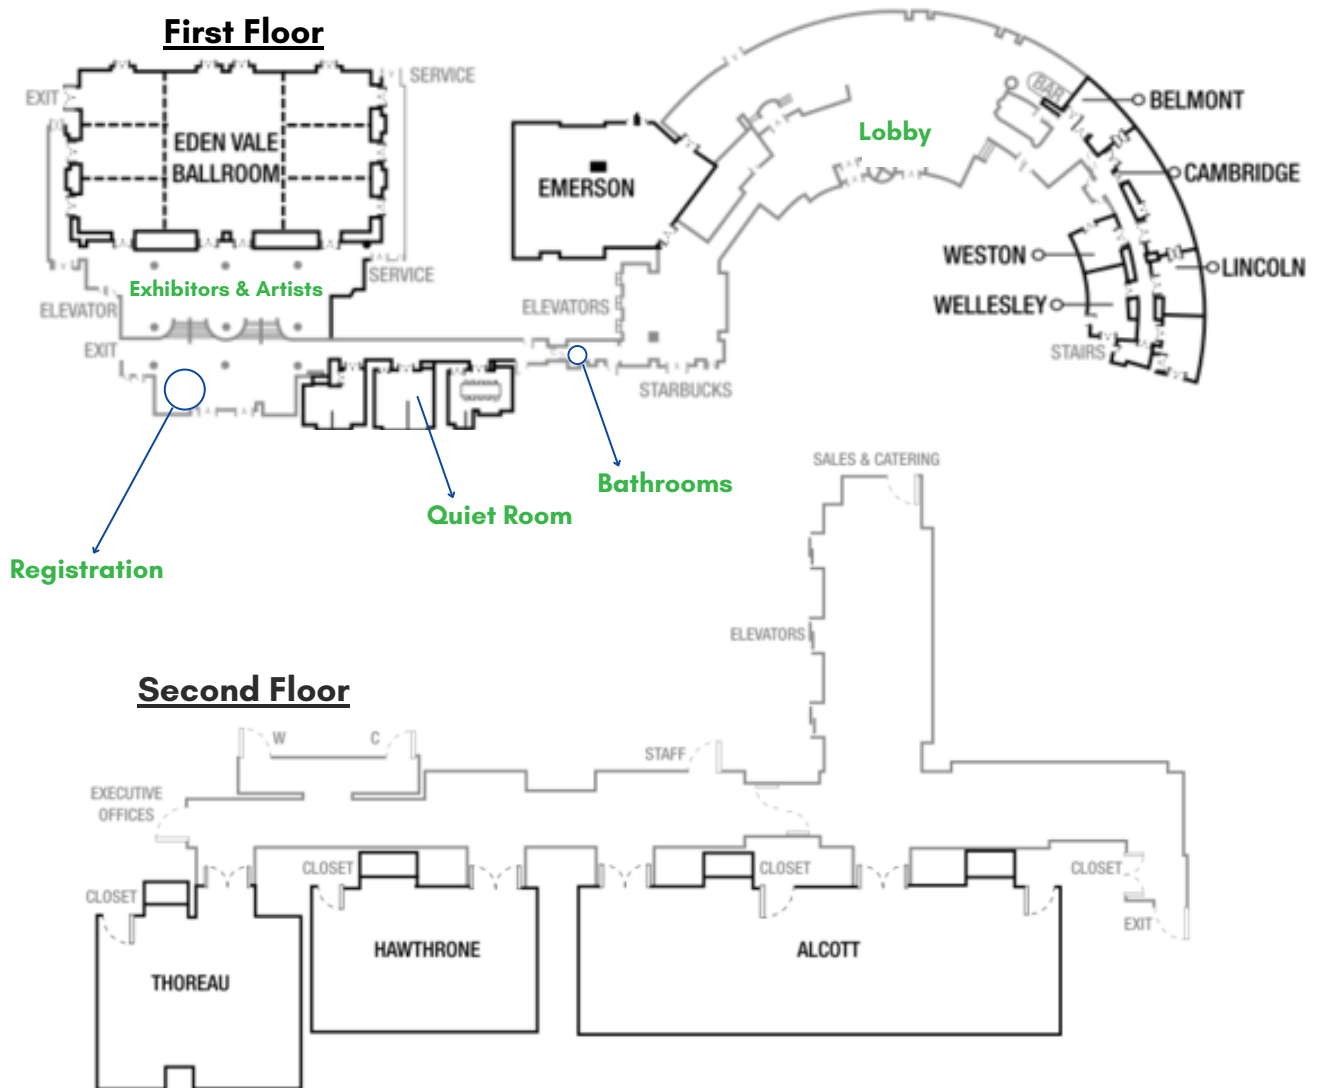 First Floor
SERVICE
EXIT
EDEN VALE
BALLROOM
SERVICE
Exhibitors & Artists
ELEVATOR
EXIT
EMERSON
Lobby
BAR
BELMONT
CAMBRIDGE
WESTON
LINCOLN
WELLESLEY
STAIRS
ELEVATORS
STARBUCKS
Bathrooms
Quiet Room
Registration
SALES & CATERING
ELEVATORS
Second Floor
W
C
STAFF
EXECUTIVE
OFFICES
CLOSET
CLOSET
CLOSET
CLOSET
EXIT
THOREAU
HAWTHRONE
ALCOTT